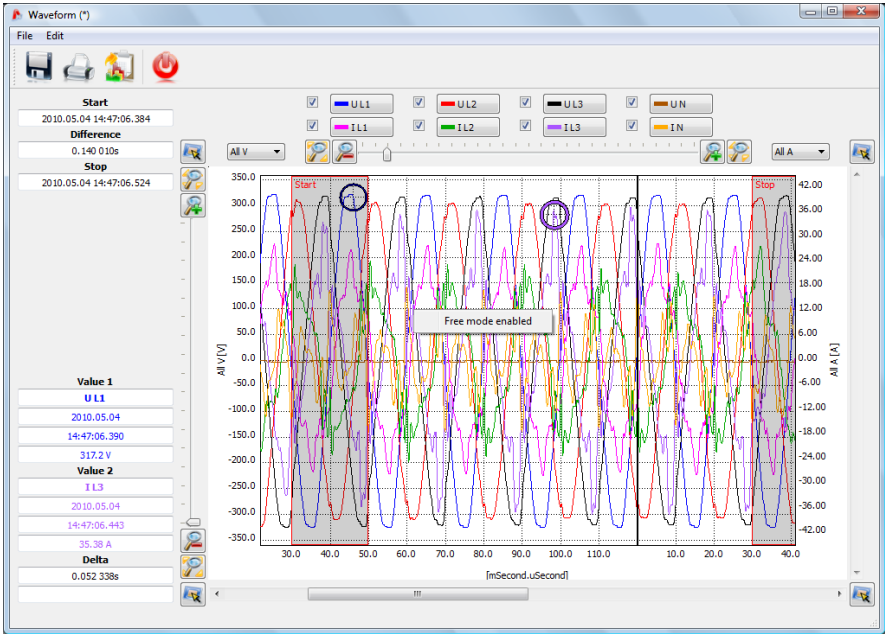 Waveform (*)
File Edit
Start
2010.05.04 14:47:06.384
Difference
0.140 010s
Stop
2010.05.04 14:47:06.524
U L1 U L2 U L3 U N
I L1 I L2 I L3 I N
All V All A
350.0 42.00
300.0 36.00
250.0 30.00
200.0 24.00
150.0 18.00
100.0 12.00
50.0 6.00
0.0 0.00
-50.0 -6.00
-100.0 -12.00
-150.0 -18.00
-200.0 -24.00
-250.0 -30.00
-300.0 -36.00
-350.0 -42.00
Start Stop
Free mode enabled
All V [V]
All A [A]
30.0 40.0 50.0 60.0 70.0 80.0 90.0 100.0 110.0 10.0 20.0 30.0 40.0
[mSecond.uSecond]
Value 1
U L1
2010.05.04
14:47:06.390
317.2 V
Value 2
I L3
2010.05.04
14:47:06.443
35.38 A
Delta
0.052 338s